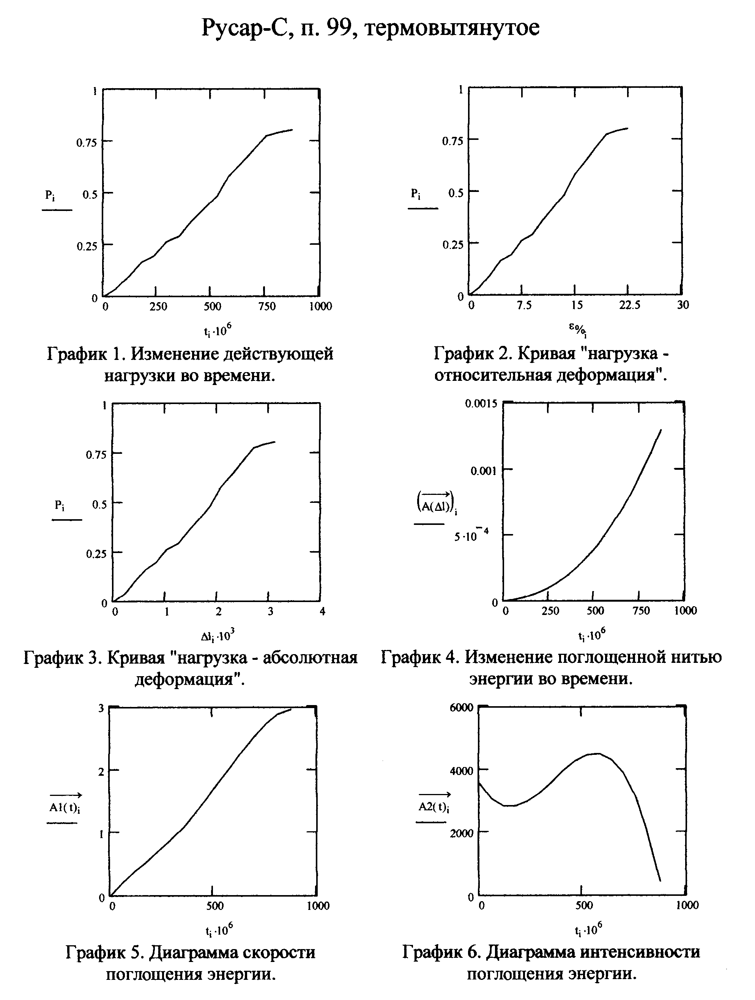 Русар-С, п. 99, термовытянутое
1
0.75
P_i 0.5
0.25
0
0 250 500 750 1000
t_i·10^6
График 1. Изменение действующей
нагрузки во времени.
1
0.75
P_i 0.5
0.25
0
0 7.5 15 22.5 30
ε%_i
График 2. Кривая "нагрузка -
относительная деформация".
1
0.75
P_i 0.5
0.25
0
0 1 2 3 4
Δl_i·10^3
График 3. Кривая "нагрузка - абсолютная
деформация".
0.0015
0.001
(A(Δl))_i
5·10^-4
0
0 250 500 750 1000
t_i·10^6
График 4. Изменение поглощенной нитью
энергии во времени.
3
2
A1(t)_i
1
0
0 500 1000
t_i·10^6
График 5. Диаграмма скорости
поглощения энергии.
6000
4000
A2(t)_i
2000
0
0 500 1000
t_i·10^6
График 6. Диаграмма интенсивности
поглощения энергии.